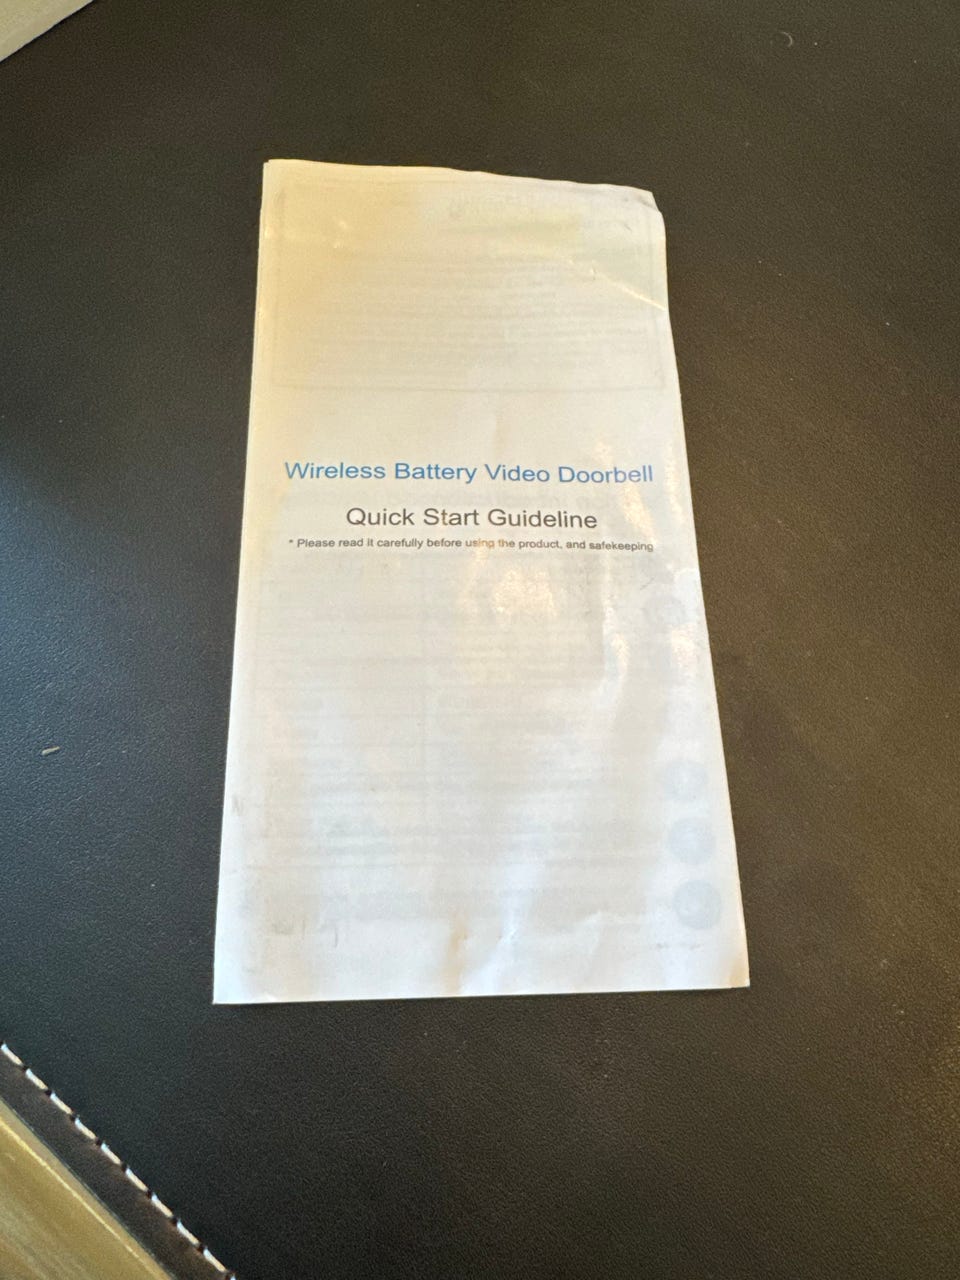 Wireless Battery Video Doorbell
Quick Start Guideline
* Please read it carefully before using the product, and safekeeping